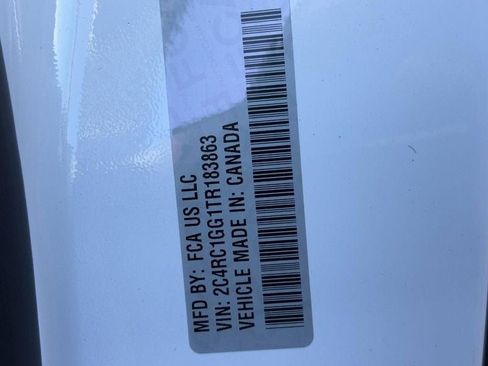 MFD BY: FCA US LLC
VIN: 2C4RC1GG1TR183863
VEHICLE MADE IN: CANADA